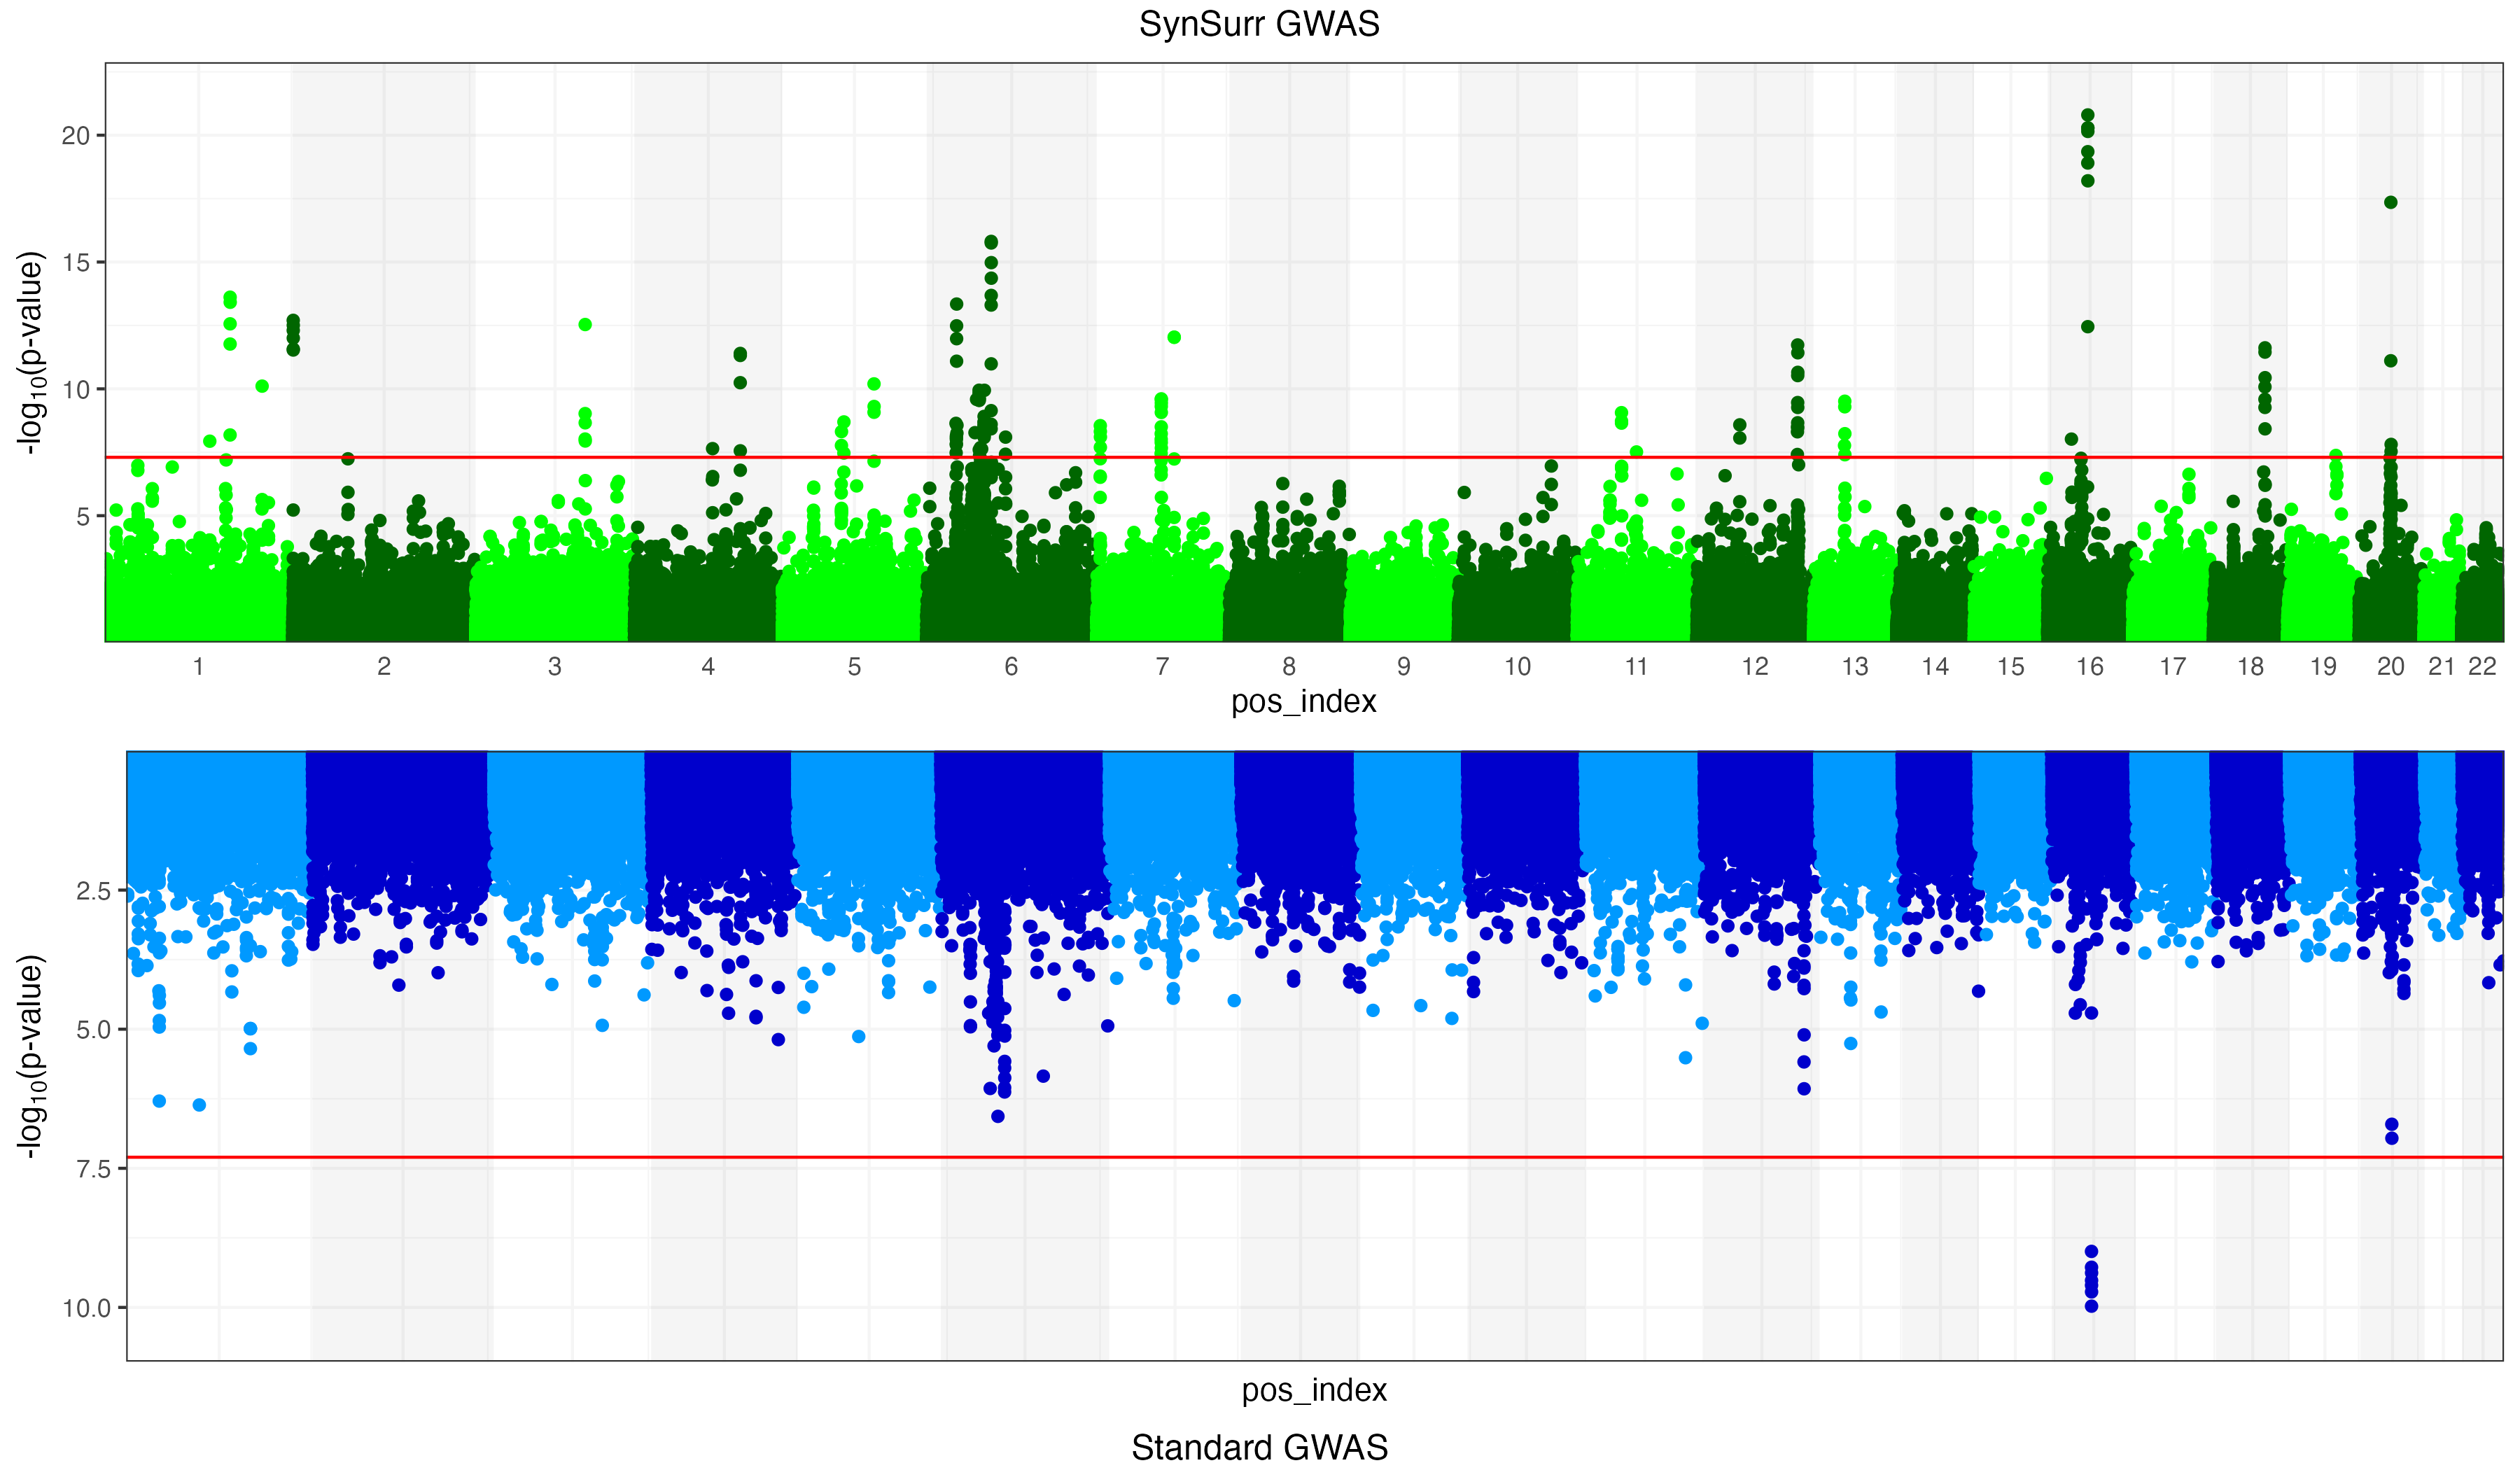 SynSurr GWAS
-log10(p-value)
20
15
10
5
1 2 3 4 5 6 7 8 9 10 11 12 13 14 15 16 17 18 19 20 21 22
pos_index
-log10(p-value)
2.5
5.0
7.5
10.0
pos_index
Standard GWAS